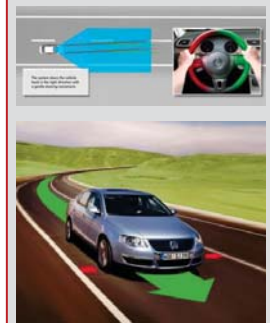 The system steers the vehicle
back in the right direction with
a gentle steering movement.